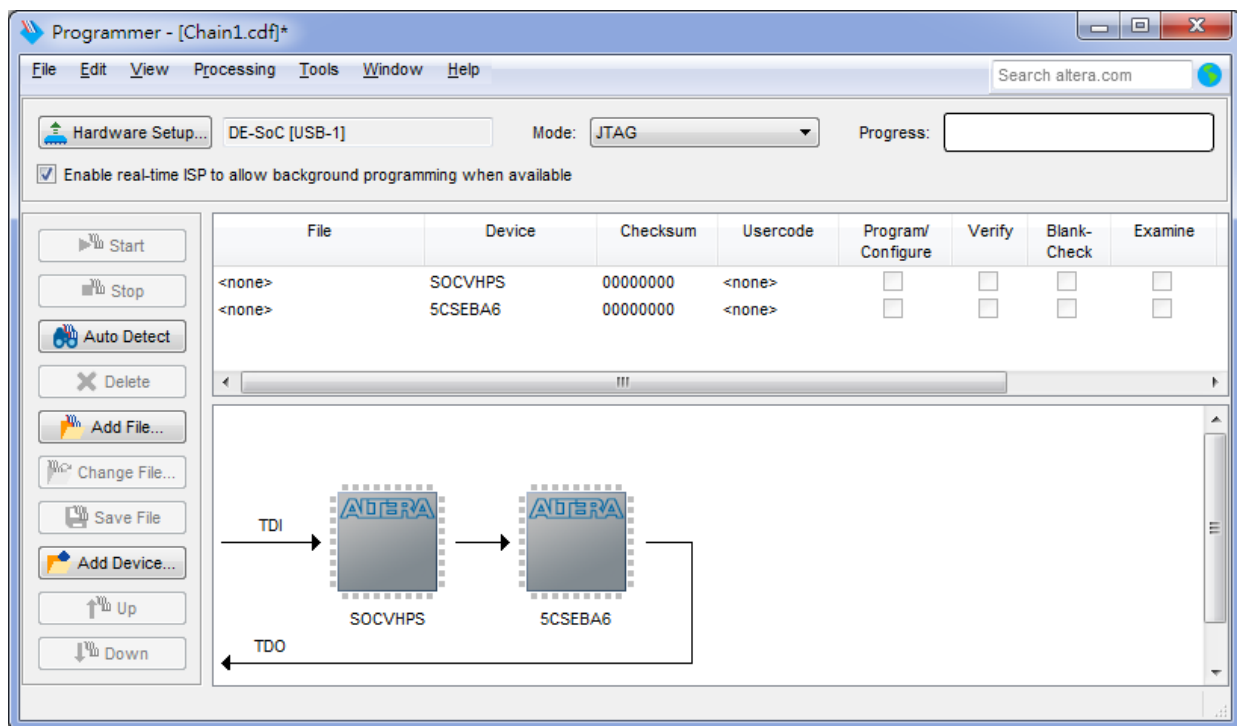 Programmer - [Chain1.cdf]*
File Edit View Processing Tools Window Help
Search altera.com
Hardware Setup... DE-SoC [USB-1] Mode: JTAG Progress:
Enable real-time ISP to allow background programming when available
File Device Checksum Usercode Program/ Configure Verify Blank- Check Examine
<none> SOCVHPS 00000000 <none>
<none> 5CSEBA6 00000000 <none>
Start
Stop
Auto Detect
Delete
Add File...
Change File...
Save File
Add Device...
Up
Down
TDI
ALTERA ALTERA
SOCVHPS 5CSEBA6
TDO